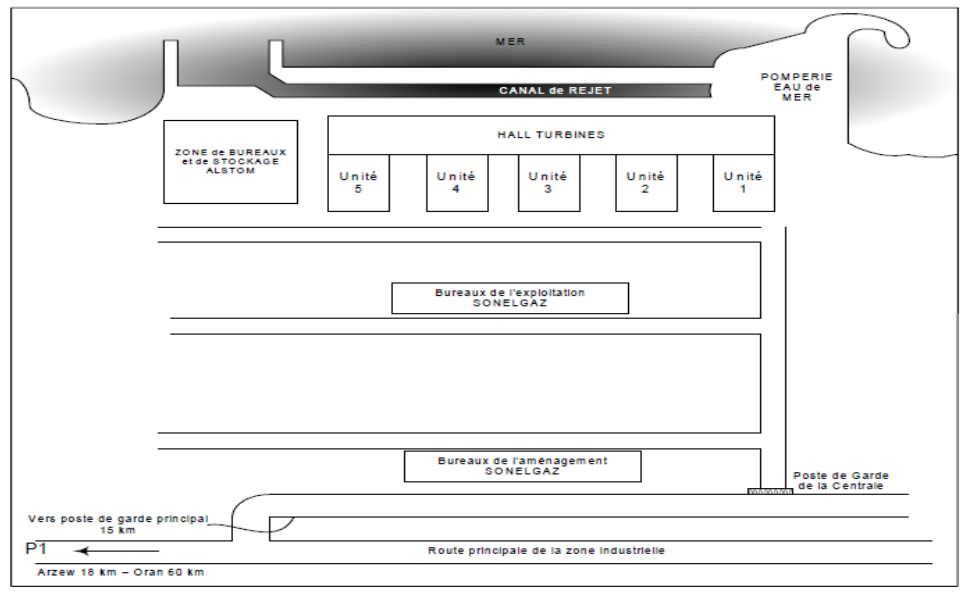 MER
CANAL de REJET
POMPERIE
EAU de
MER
ZONE de BUREAUX
et de STOCKAGE
ALSTOM
HALL TURBINES
Unité
5
Unité
4
Unité
3
Unité
2
Unité
1
Bureaux de l'exploitation
SONELGAZ
Bureaux de l'aménagement
SONELGAZ
Poste de Garde
de la Centrale
Vers poste de garde principal
15 km
P1
Route principale de la zone industrielle
Arzew 18 km – Oran 60 km